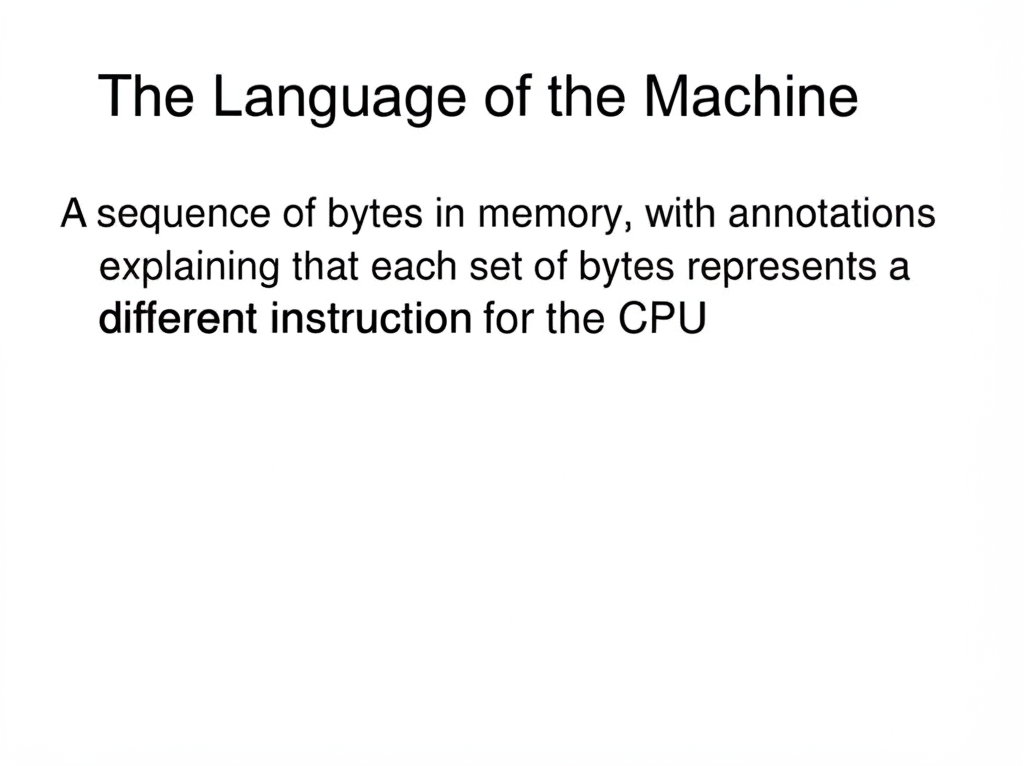 The Language of the Machine
A sequence of bytes in memory, with annotations
explaining that each set of bytes represents a
different instruction for the CPU